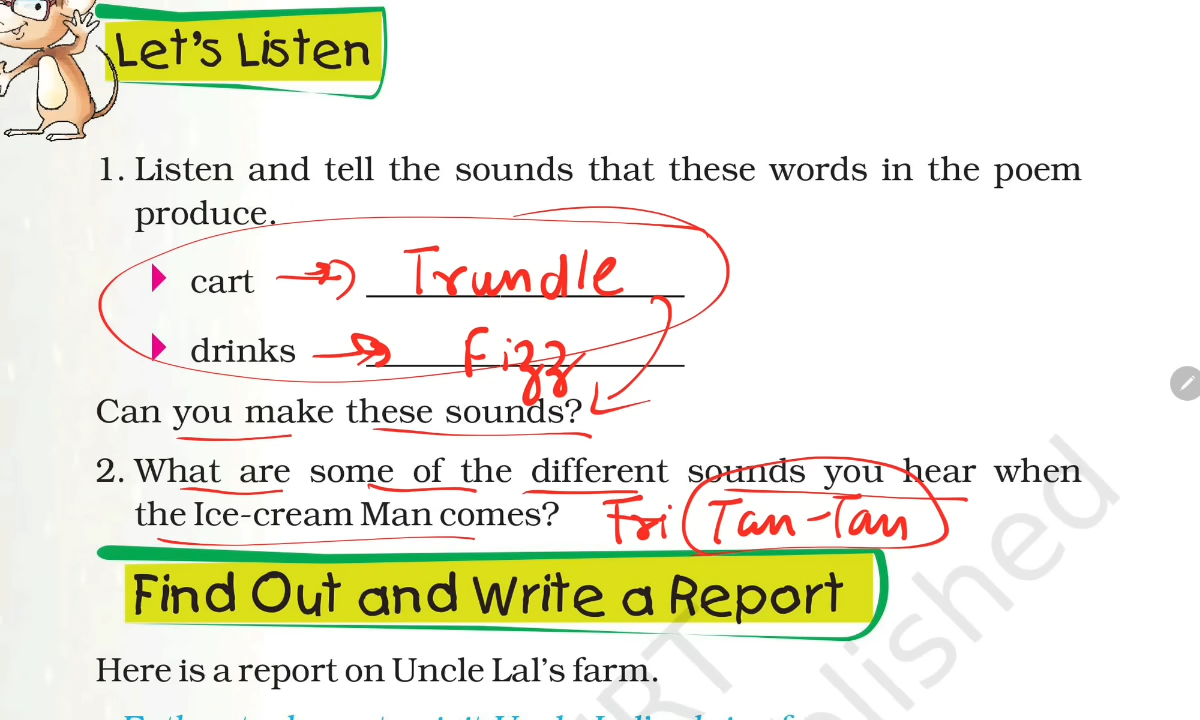 Let's Listen
1. Listen and tell the sounds that these words in the poem
produce.
cart Trundle
drinks Fizz
Can you make these sounds?
2. What are some of the different sounds you hear when
the Ice-cream Man comes? Tan-Tan
Find Out and Write a Report
Here is a report on Uncle Lal's farm.